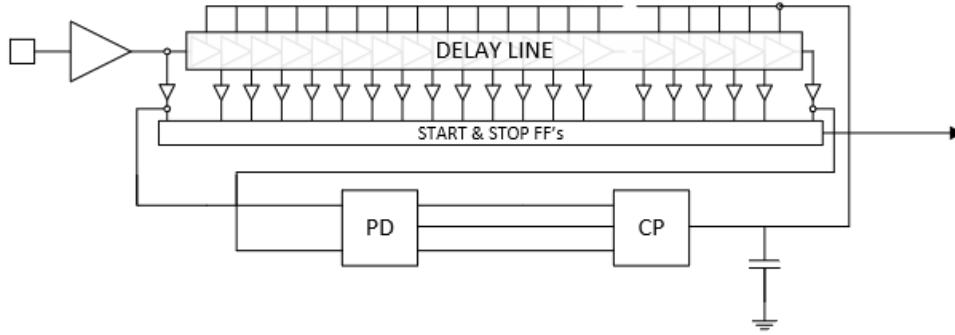 DELAY LINE
START & STOP FF's
PD
CP